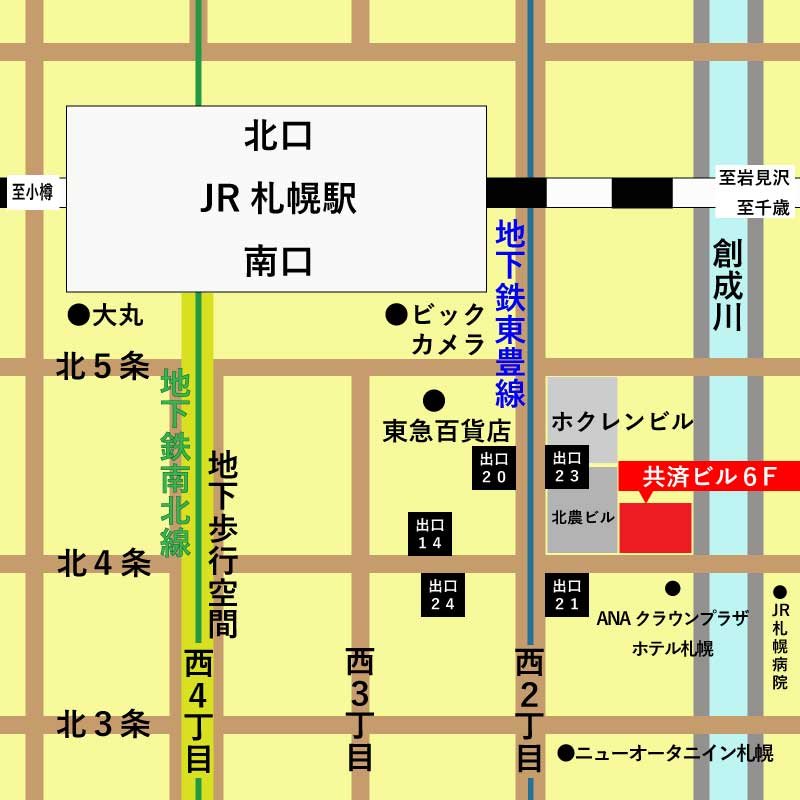 北口
JR 札幌駅
南口
至小樽
至岩見沢
至千歳
地下鉄東豊線
創成川
●大丸
●ビック
カメラ
北5条
地下鉄南北線
地下歩行空間
東急百貨店
ホクレンビル
出口
20
出口
23
共済ビル6F
北農ビル
出口
14
北4条
出口
24
出口
21
ANA クラウンプラザ
ホテル札幌
JR札幌病院
西4丁目
西3丁目
西2丁目
北3条
●ニューオータニイン札幌